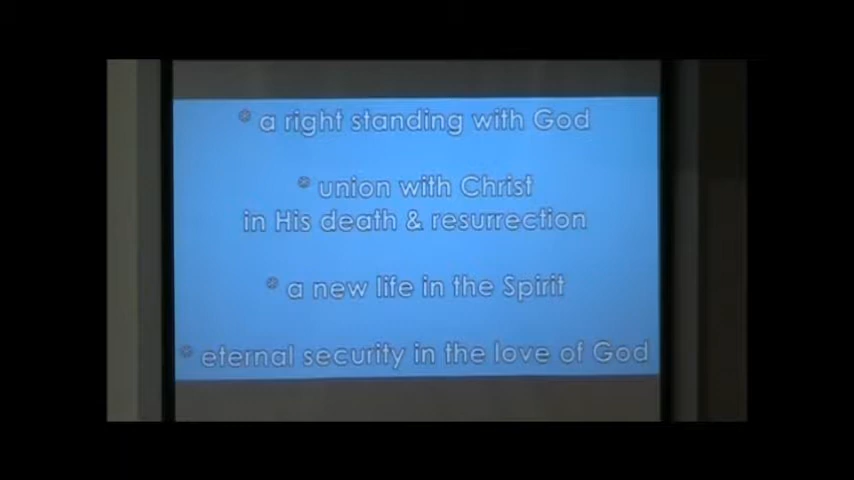 * a right standing with God
* union with Christ
in His death & resurrection
* a new life in the Spirit
* eternal security in the love of God